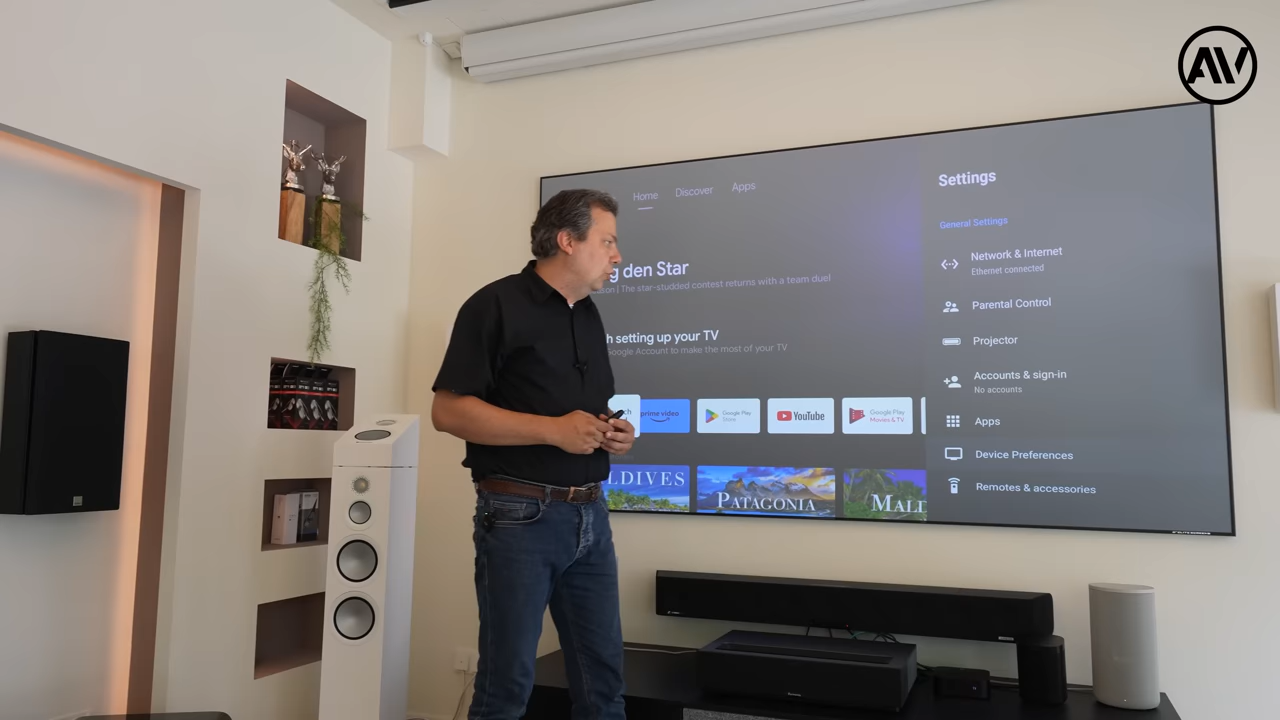 AV
Home Discover Apps
g den Star
son | The star-studded contest returns with a team duel
h setting up your TV
Google Account to make the most of your TV
ch
prime video
Google Play
Store
YouTube
Google Play
Movies & TV
LDIVES
PATAGONIA
MALD
Settings
General Settings
Network & Internet
Ethernet connected
Parental Control
Projector
Accounts & sign-in
No accounts
Apps
Device Preferences
Remotes & accessories